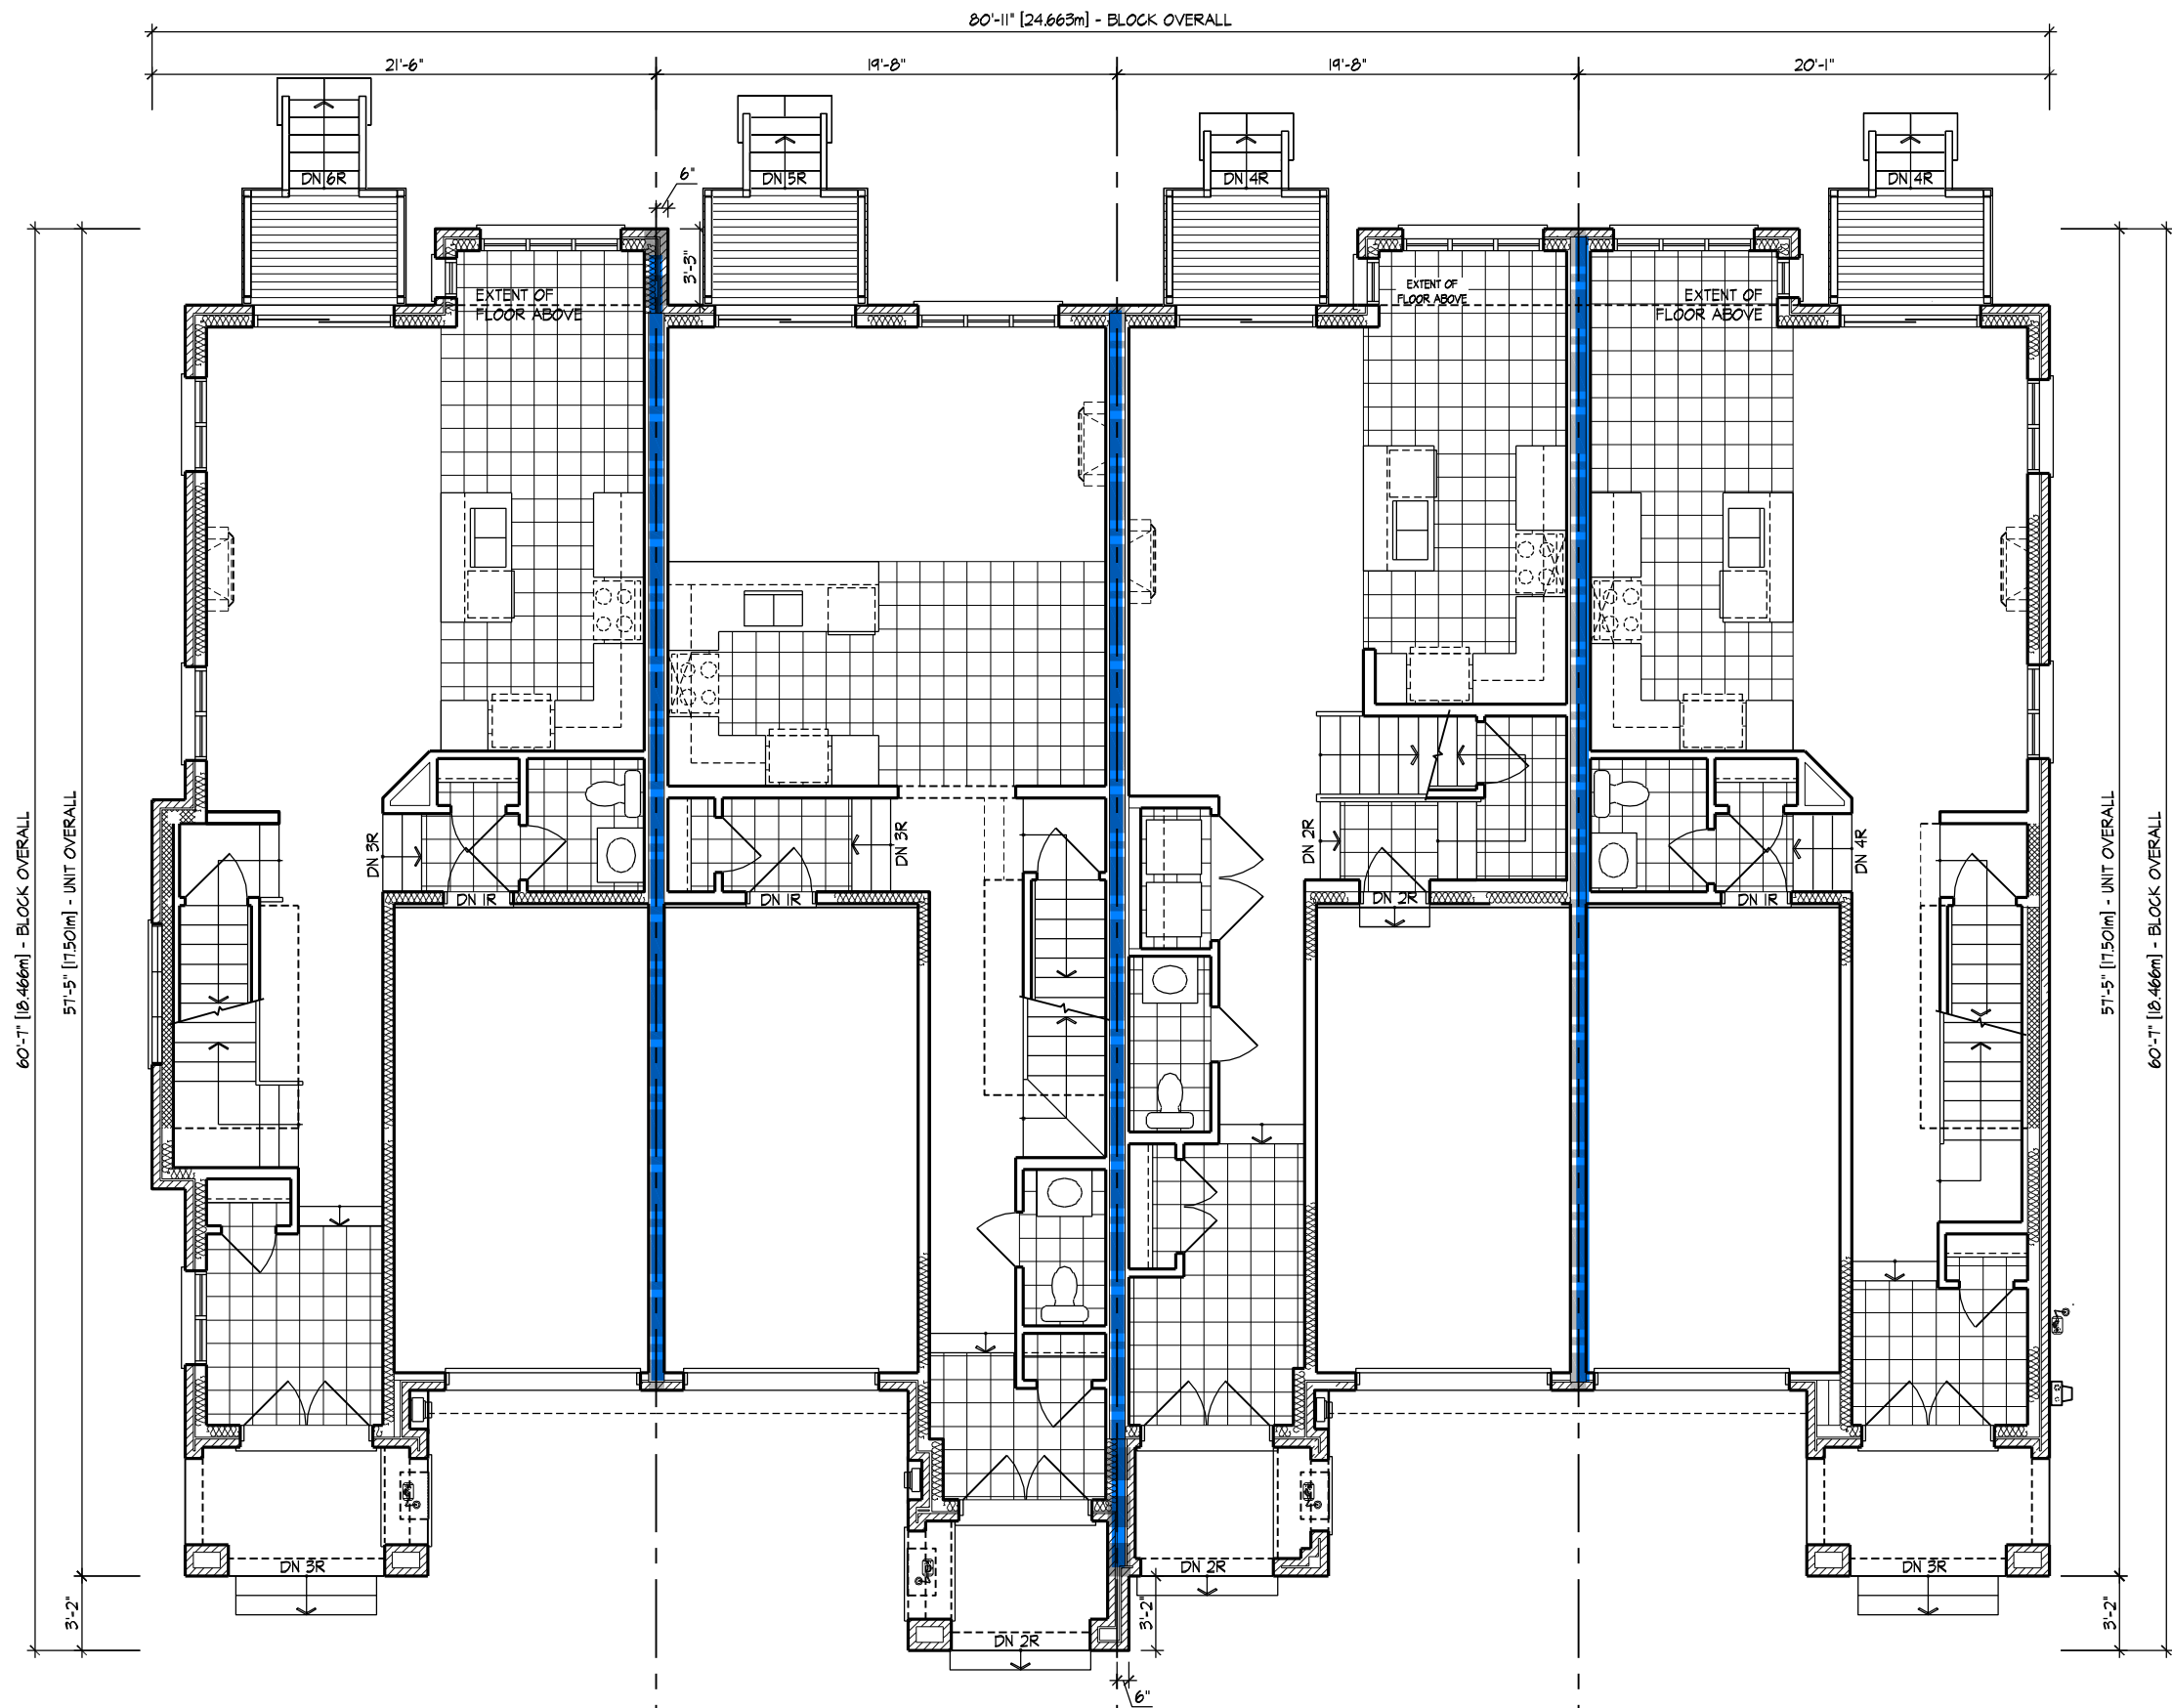 80'-11" [24.663m] - BLOCK OVERALL
21'-6"
19'-8"
19'-8"
20'-1"
DN 6R
DN 5R
DN 4R
DN 4R
6"
3'-3"
EXTENT OF
FLOOR ABOVE
EXTENT OF
FLOOR ABOVE
EXTENT OF
FLOOR ABOVE
60'-7" [18.466m] - BLOCK OVERALL
57'-5" [17.501m] - UNIT OVERALL
57'-5" [17.501m] - UNIT OVERALL
60'-7" [18.466m] - BLOCK OVERALL
DN 3R
DN 3R
DN 2R
DN 4R
DN 1R
DN 1R
DN 2R
DN 1R
DN 3R
DN 2R
DN 3R
3'-2"
3'-2"
3'-2"
DN 2R
6"